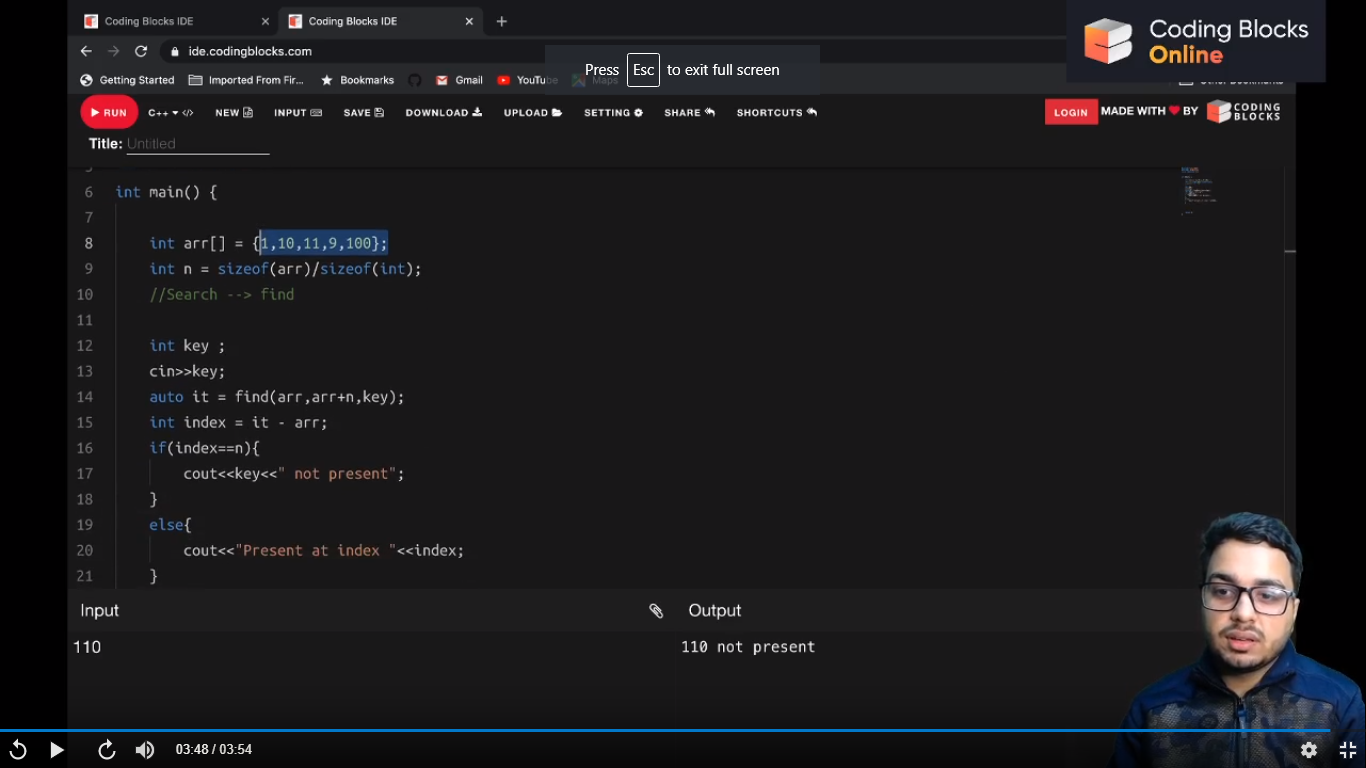 Coding Blocks IDE
Coding Blocks IDE
Coding Blocks
Online
ide.codingblocks.com
Press Esc to exit full screen
Getting Started Imported From Fir... Bookmarks Gmail YouTube Maps Other Bookmarks
RUN C++ NEW INPUT SAVE DOWNLOAD UPLOAD SETTING SHARE SHORTCUTS LOGIN MADE WITH BY CODING BLOCKS
Title: Untitled
5
6 int main() {
7
8 int arr[] = {1,10,11,9,100};
9 int n = sizeof(arr)/sizeof(int);
10 //Search --> find
11
12 int key ;
13 cin>>key;
14 auto it = find(arr,arr+n,key);
15 int index = it - arr;
16 if(index==n){
17 cout<<key<<" not present";
18 }
19 else{
20 cout<<"Present at index "<<index;
21 }
Input Output
110 110 not present
03:48 / 03:54